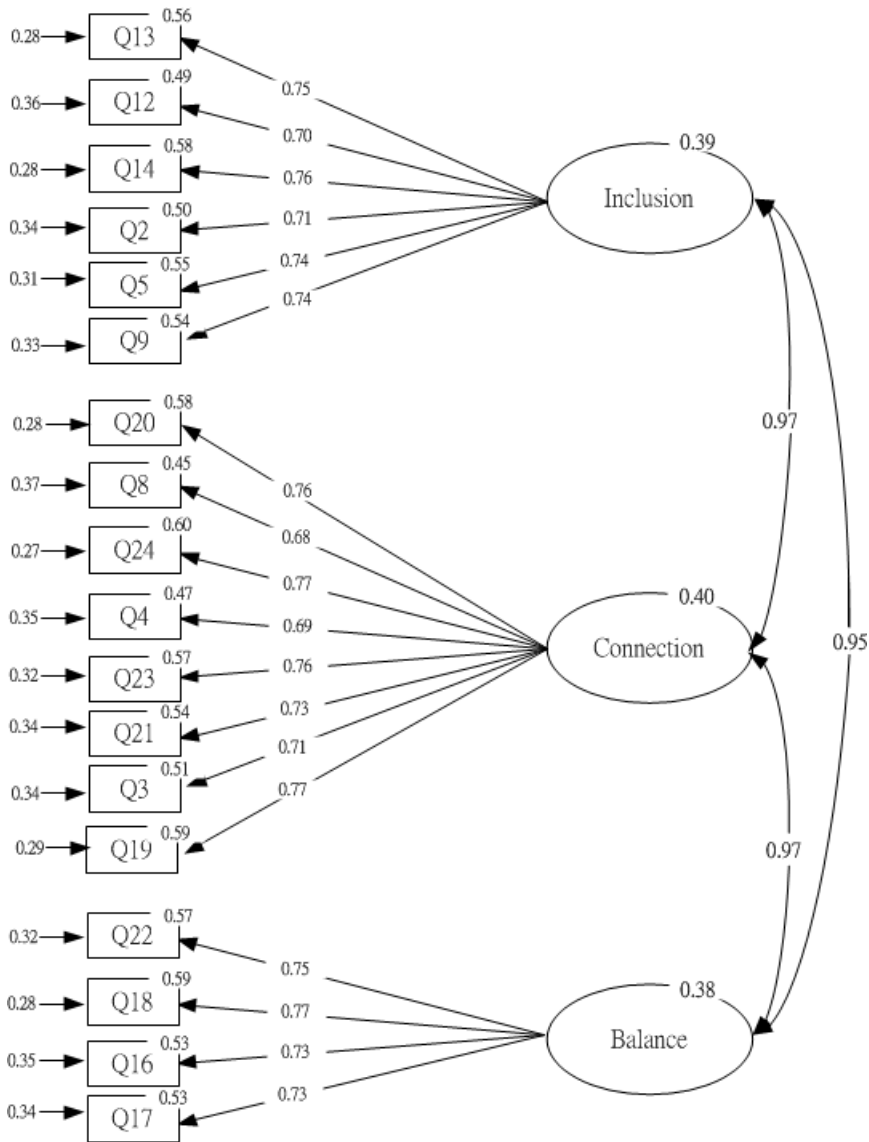 0.56
0.28 Q13
0.75
0.49
0.36 Q12
0.70
0.58
0.28 Q14
0.76
0.50
0.34 Q2
0.71
0.55
0.31 Q5
0.74
0.54
0.33 Q9
0.74
0.39
Inclusion
0.58
0.28 Q20
0.76
0.45
0.37 Q8
0.68
0.60
0.27 Q24
0.77
0.47
0.35 Q4
0.69
0.57
0.32 Q23
0.76
0.54
0.34 Q21
0.73
0.51
0.34 Q3
0.71
0.59
0.29 Q19
0.77
0.40
Connection
0.57
0.32 Q22
0.75
0.59
0.28 Q18
0.77
0.53
0.35 Q16
0.73
0.53
0.34 Q17
0.73
0.38
Balance
0.97
0.95
0.97